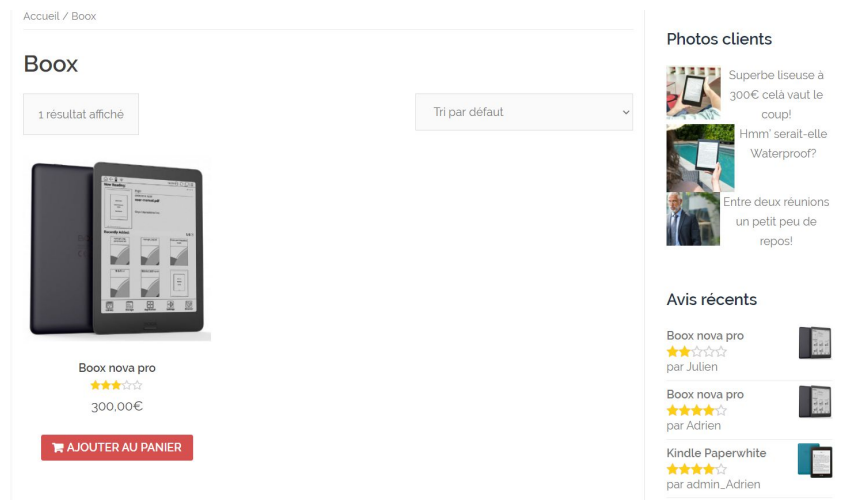 Accueil / Boox
Boox
1 résultat affiché
Tri par défaut
Boox nova pro
300,00€
AJOUTER AU PANIER
Photos clients
Superbe liseuse à
300€ celà vaut le
coup!
Hmm' serait-elle
Waterproof?
Entre deux réunions
un petit peu de
repos!
Avis récents
Boox nova pro
par Julien
Boox nova pro
par Adrien
Kindle Paperwhite
par admin_Adrien